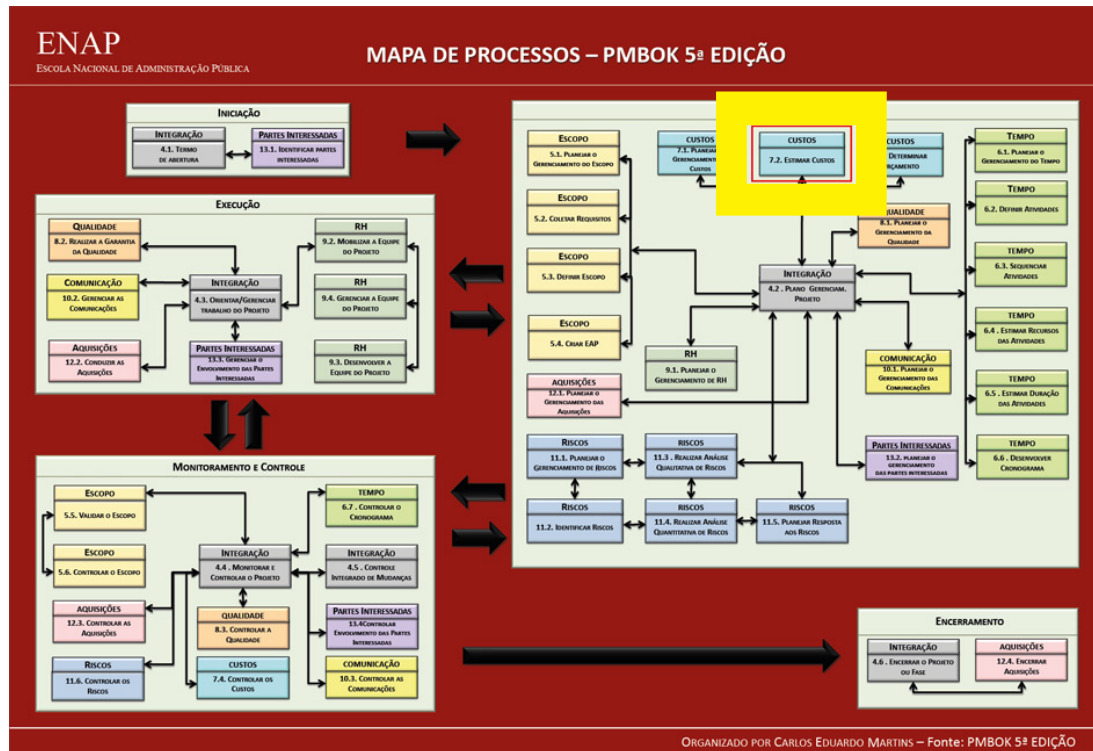 ENAP
ESCOLA NACIONAL DE ADMINISTRAÇÃO PÚBLICA
MAPA DE PROCESSOS – PMBOK 5ª EDIÇÃO
INICIAÇÃO
INTEGRAÇÃO
4.1. TERMO
DE ABERTURA
PARTES INTERESSADAS
13.1. IDENTIFICAR PARTES
INTERESSADAS
EXECUÇÃO
QUALIDADE
8.2. REALIZAR A GARANTIA
DA QUALIDADE
COMUNICAÇÃO
10.2. GERENCIAR AS
COMUNICAÇÕES
AQUISIÇÕES
12.2. CONDUZIR AS
AQUISIÇÕES
INTEGRAÇÃO
4.3. ORIENTAR/GERENCIAR
TRABALHO DO PROJETO
PARTES INTERESSADAS
13.3. GERENCIAR O
ENVOLVIMENTO DAS PARTES
INTERESSADAS
RH
9.2. MOBILIZAR A EQUIPE
DO PROJETO
RH
9.4. GERENCIAR A EQUIPE
DO PROJETO
RH
9.3. DESENVOLVER A
EQUIPE DO PROJETO
ESCOPO
5.1. PLANEJAR O
GERENCIAMENTO DO ESCOPO
ESCOPO
5.2. COLETAR REQUISITOS
ESCOPO
5.3. DEFINIR ESCOPO
ESCOPO
5.4. CRIAR EAP
CUSTOS
7.1. PLANEJAR
GERENCIAMENTO
CUSTOS
CUSTOS
7.2. ESTIMAR CUSTOS
CUSTOS
DETERMINAR
QUALIDADE
8.1. PLANEJAR O
GERENCIAMENTO DA
QUALIDADE
INTEGRAÇÃO
4.2 . PLANO GERENCIAM.
PROJETO
RH
9.1. PLANEJAR O
GERENCIAMENTO DE RH
AQUISIÇÕES
12.1. PLANEJAR O
GERENCIAMENTO DAS
AQUISIÇÕES
COMUNICAÇÃO
10.1. PLANEJAR O
GERENCIAMENTO DAS
COMUNICAÇÕES
PARTES INTERESSADAS
13.2. PLANEJAR O
GERENCIAMENTO
DAS PARTES INTERESSADAS
TEMPO
6.1. PLANEJAR O
GERENCIAMENTO DO TEMPO
TEMPO
6.2. DEFINIR ATIVIDADES
TEMPO
6.3. SEQUENCIAR
ATIVIDADES
TEMPO
6.4 . ESTIMAR RECURSOS
DAS ATIVIDADES
TEMPO
6.5 . ESTIMAR DURAÇÃO
DAS ATIVIDADES
TEMPO
6.6 . DESENVOLVER
CRONOGRAMA
RISCOS
11.1. PLANEJAR O
GERENCIAMENTO DE RISCOS
RISCOS
11.3 . REALIZAR ANÁLISE
QUALITATIVA DE RISCOS
RISCOS
11.2. IDENTIFICAR RISCOS
RISCOS
11.4. REALIZAR ANÁLISE
QUANTITATIVA DE RISCOS
RISCOS
11.5. PLANEJAR RESPOSTA
AOS RISCOS
MONITORAMENTO E CONTROLE
ESCOPO
5.5. VALIDAR O ESCOPO
ESCOPO
5.6. CONTROLAR O ESCOPO
AQUISIÇÕES
12.3. CONTROLAR AS
AQUISIÇÕES
RISCOS
11.6. CONTROLAR OS
RISCOS
INTEGRAÇÃO
4.4 . MONITORAR E
CONTROLAR O PROJETO
QUALIDADE
8.3. CONTROLAR A
QUALIDADE
CUSTOS
7.4. CONTROLAR OS
CUSTOS
TEMPO
6.7 . CONTROLAR O
CRONOGRAMA
INTEGRAÇÃO
4.5 . CONTROLE
INTEGRADO DE MUDANÇAS
PARTES INTERESSADAS
13.4CONTROLAR
ENVOLVIMENTO DAS PARTES
INTERESSADAS
COMUNICAÇÃO
10.3. CONTROLAR AS
COMUNICAÇÕES
ENCERRAMENTO
INTEGRAÇÃO
4.6 . ENCERRAR O PROJETO
OU FASE
AQUISIÇÕES
12.4. ENCERRAR
AQUISIÇÕES
ORGANIZADO POR CARLOS EDUARDO MARTINS – Fonte: PMBOK 5ª EDIÇÃO